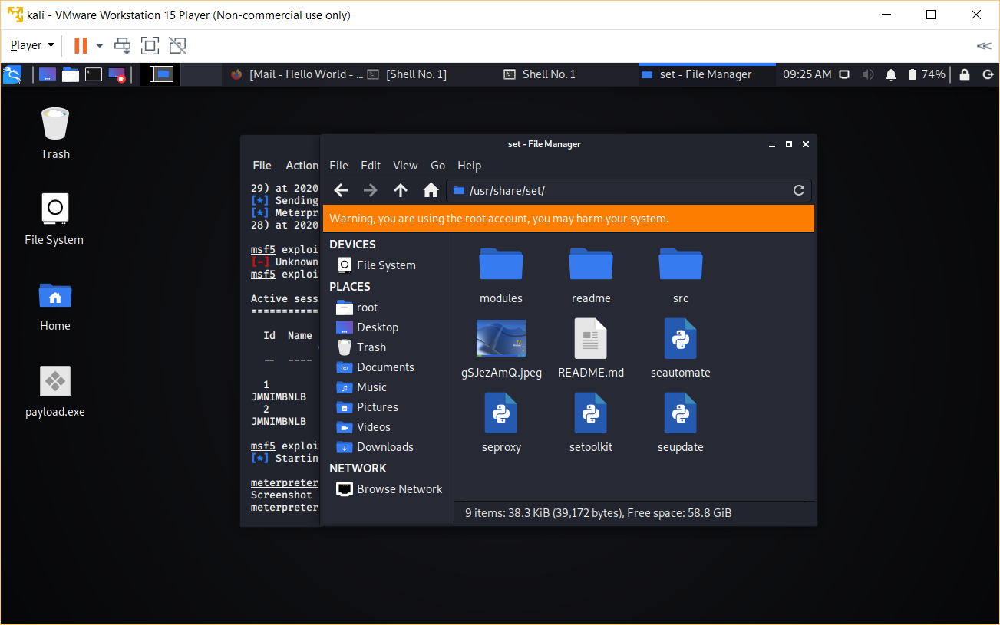 kali - VMware Workstation 15 Player (Non-commercial use only)
Player
[Mail - Hello World - ...
[Shell No. 1]
Shell No. 1
set - File Manager
09:25 AM
74%
Trash
File System
Home
payload.exe
File Action
29) at 2020
[*] Sending
[*] Meterpr
28) at 2020
msf5 exploi
[-] Unknown
msf5 exploi
Active sess
===========
Id Name
-- ----
1
JMNIMBNLB
2
JMNIMBNLB
msf5 exploi
[*] Startin
meterpreter
Screenshot
meterpreter
set - File Manager
File Edit View Go Help
/usr/share/set/
Warning, you are using the root account, you may harm your system.
DEVICES
File System
PLACES
root
Desktop
Trash
Documents
Music
Pictures
Videos
Downloads
NETWORK
Browse Network
modules readme src
gSJezAmQ.jpeg README.md seautomate
seproxy setoolkit seupdate
9 items: 38.3 KiB (39,172 bytes), Free space: 58.8 GiB